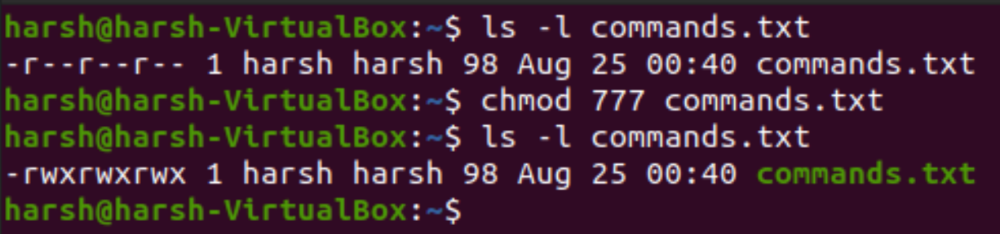 harsh@harsh-VirtualBox:~$ ls -l commands.txt
-r--r--r-- 1 harsh harsh 98 Aug 25 00:40 commands.txt
harsh@harsh-VirtualBox:~$ chmod 777 commands.txt
harsh@harsh-VirtualBox:~$ ls -l commands.txt
-rwxrwxrwx 1 harsh harsh 98 Aug 25 00:40 commands.txt
harsh@harsh-VirtualBox:~$